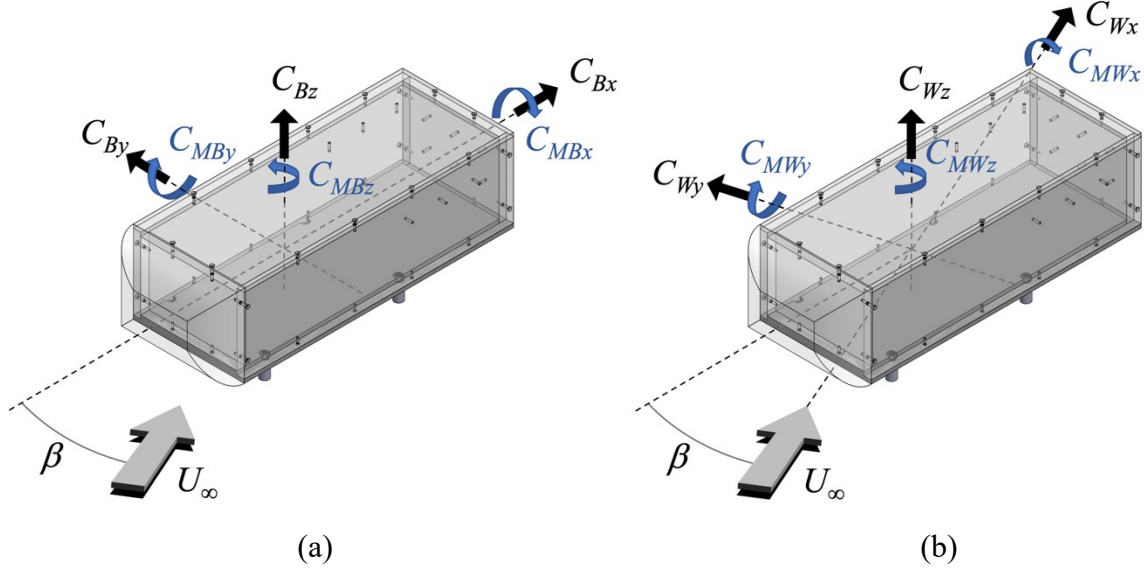 C_Bx
C_Bz
C_By
C_MBy
C_MBx
C_MBz
β
U_∞
(a)
C_Wx
C_MWx
C_Wz
C_MWy
C_MWz
C_Wy
β
U_∞
(b)